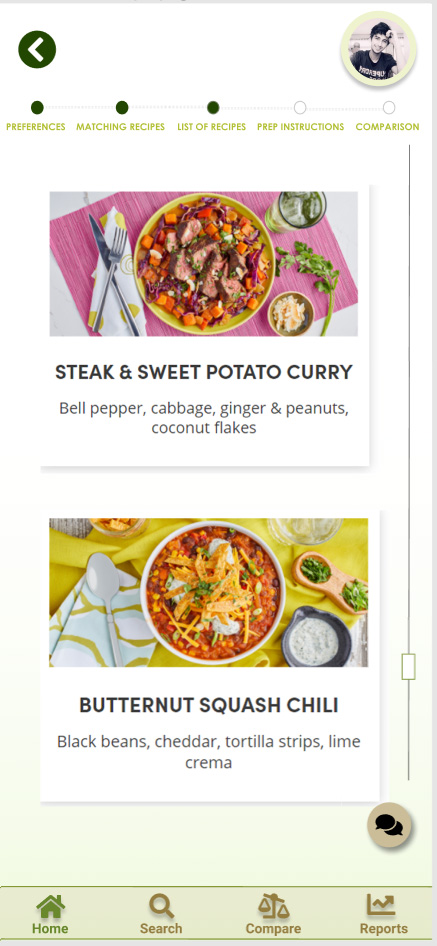 PREFERENCES MATCHING RECIPES LIST OF RECIPES PREP INSTRUCTIONS COMPARISON
STEAK & SWEET POTATO CURRY
Bell pepper, cabbage, ginger & peanuts,
coconut flakes
BUTTERNUT SQUASH CHILI
Black beans, cheddar, tortilla strips, lime
crema
Home Search Compare Reports